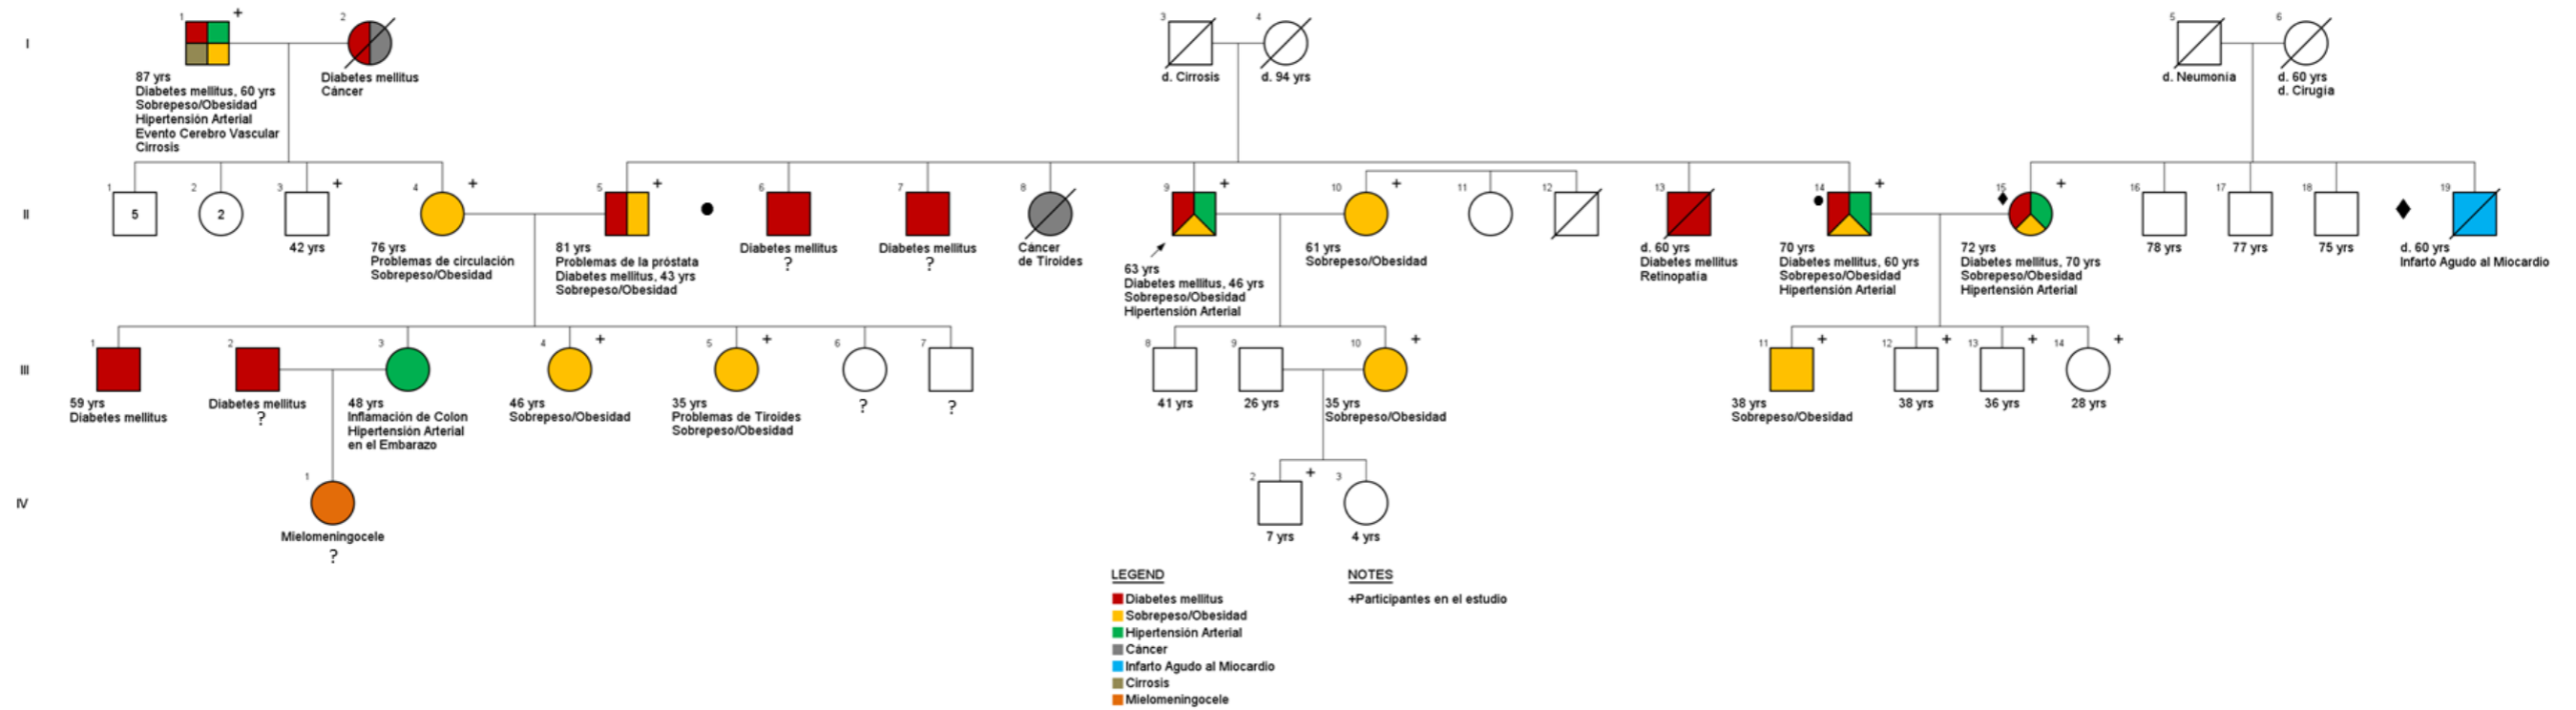 1 + 2 3 4 5 6
I
87 yrs
Diabetes mellitus, 60 yrs
Sobrepeso/Obesidad
Hipertensión Arterial
Evento Cerebro Vascular
Cirrosis
Diabetes mellitus
Cáncer
d. Cirrosis
d. 94 yrs
d. Neumonía
d. 60 yrs
d. Cirugía
1 2 3 + 4 + 5 + 6 7 8 9 + 10 + 11 12 13 14 + 15 + 16 17 18 19
II
5
2
42 yrs
76 yrs
Problemas de circulación
Sobrepeso/Obesidad
81 yrs
Problemas de la próstata
Diabetes mellitus, 43 yrs
Sobrepeso/Obesidad
Diabetes mellitus
?
Diabetes mellitus
?
Cáncer
de Tiroides
63 yrs
Diabetes mellitus, 46 yrs
Sobrepeso/Obesidad
Hipertensión Arterial
61 yrs
Sobrepeso/Obesidad
d. 60 yrs
Diabetes mellitus
Retinopatía
70 yrs
Diabetes mellitus, 60 yrs
Sobrepeso/Obesidad
Hipertensión Arterial
72 yrs
Diabetes mellitus, 70 yrs
Sobrepeso/Obesidad
Hipertensión Arterial
78 yrs
77 yrs
75 yrs
d. 60 yrs
Infarto Agudo al Miocardio
1 2 3 4 + 5 + 6 7 8 9 10 + 11 + 12 + 13 + 14 +
III
59 yrs
Diabetes mellitus
Diabetes mellitus
?
48 yrs
Inflamación de Colon
Hipertensión Arterial
en el Embarazo
46 yrs
Sobrepeso/Obesidad
35 yrs
Problemas de Tiroides
Sobrepeso/Obesidad
?
?
41 yrs
26 yrs
35 yrs
Sobrepeso/Obesidad
38 yrs
Sobrepeso/Obesidad
38 yrs
36 yrs
28 yrs
1 2 + 3
IV
Mielomeningocele
?
7 yrs
4 yrs
LEGEND
Diabetes mellitus
Sobrepeso/Obesidad
Hipertensión Arterial
Cáncer
Infarto Agudo al Miocardio
Cirrosis
Mielomeningocele
NOTES
+Participantes en el estudio